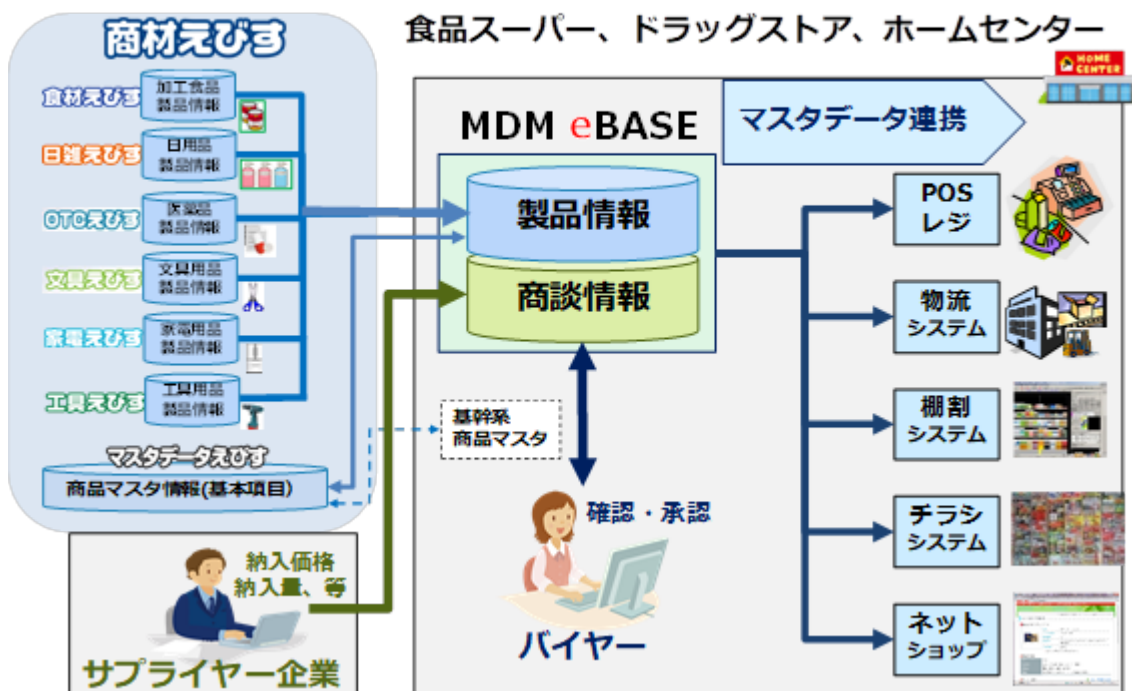 商材えびす
食材えびす
加工食品
製品情報
日雑えびす
日用品
製品情報
OTCえびす
医薬品
製品情報
文具えびす
文具用品
製品情報
家電えびす
家電用品
製品情報
工具えびす
工具用品
製品情報
マスタデータえびす
商品マスタ情報(基本項目)
納入価格
納入量、等
サプライヤー企業
食品スーパー、ドラッグストア、ホームセンター
HOME
CENTER
MDM eBASE
マスタデータ連携
製品情報
商談情報
基幹系
商品マスタ
確認・承認
バイヤー
POS
レジ
物流
システム
棚割
システム
チラシ
システム
ネット
ショップ